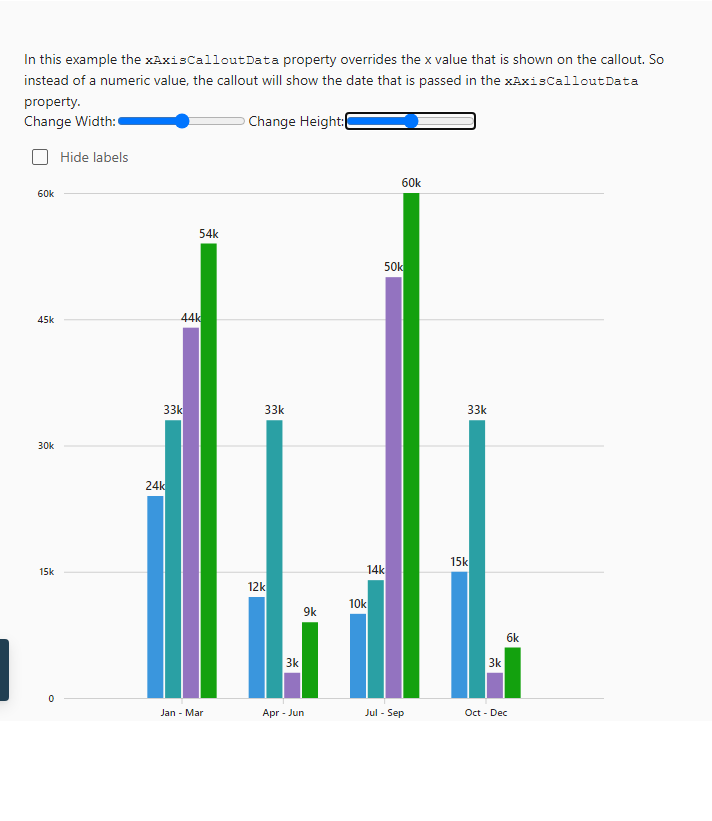 In this example the xAxisCalloutData property overrides the x value that is shown on the callout. So
instead of a numeric value, the callout will show the date that is passed in the xAxisCalloutData
property.
Change Width: Change Height:
Hide labels
60k
60k
54k
50k
45k
44k
33k
33k
33k
30k
24k
15k
14k
15k
12k
10k
9k
6k
3k
3k
0
Jan - Mar
Apr - Jun
Jul - Sep
Oct - Dec